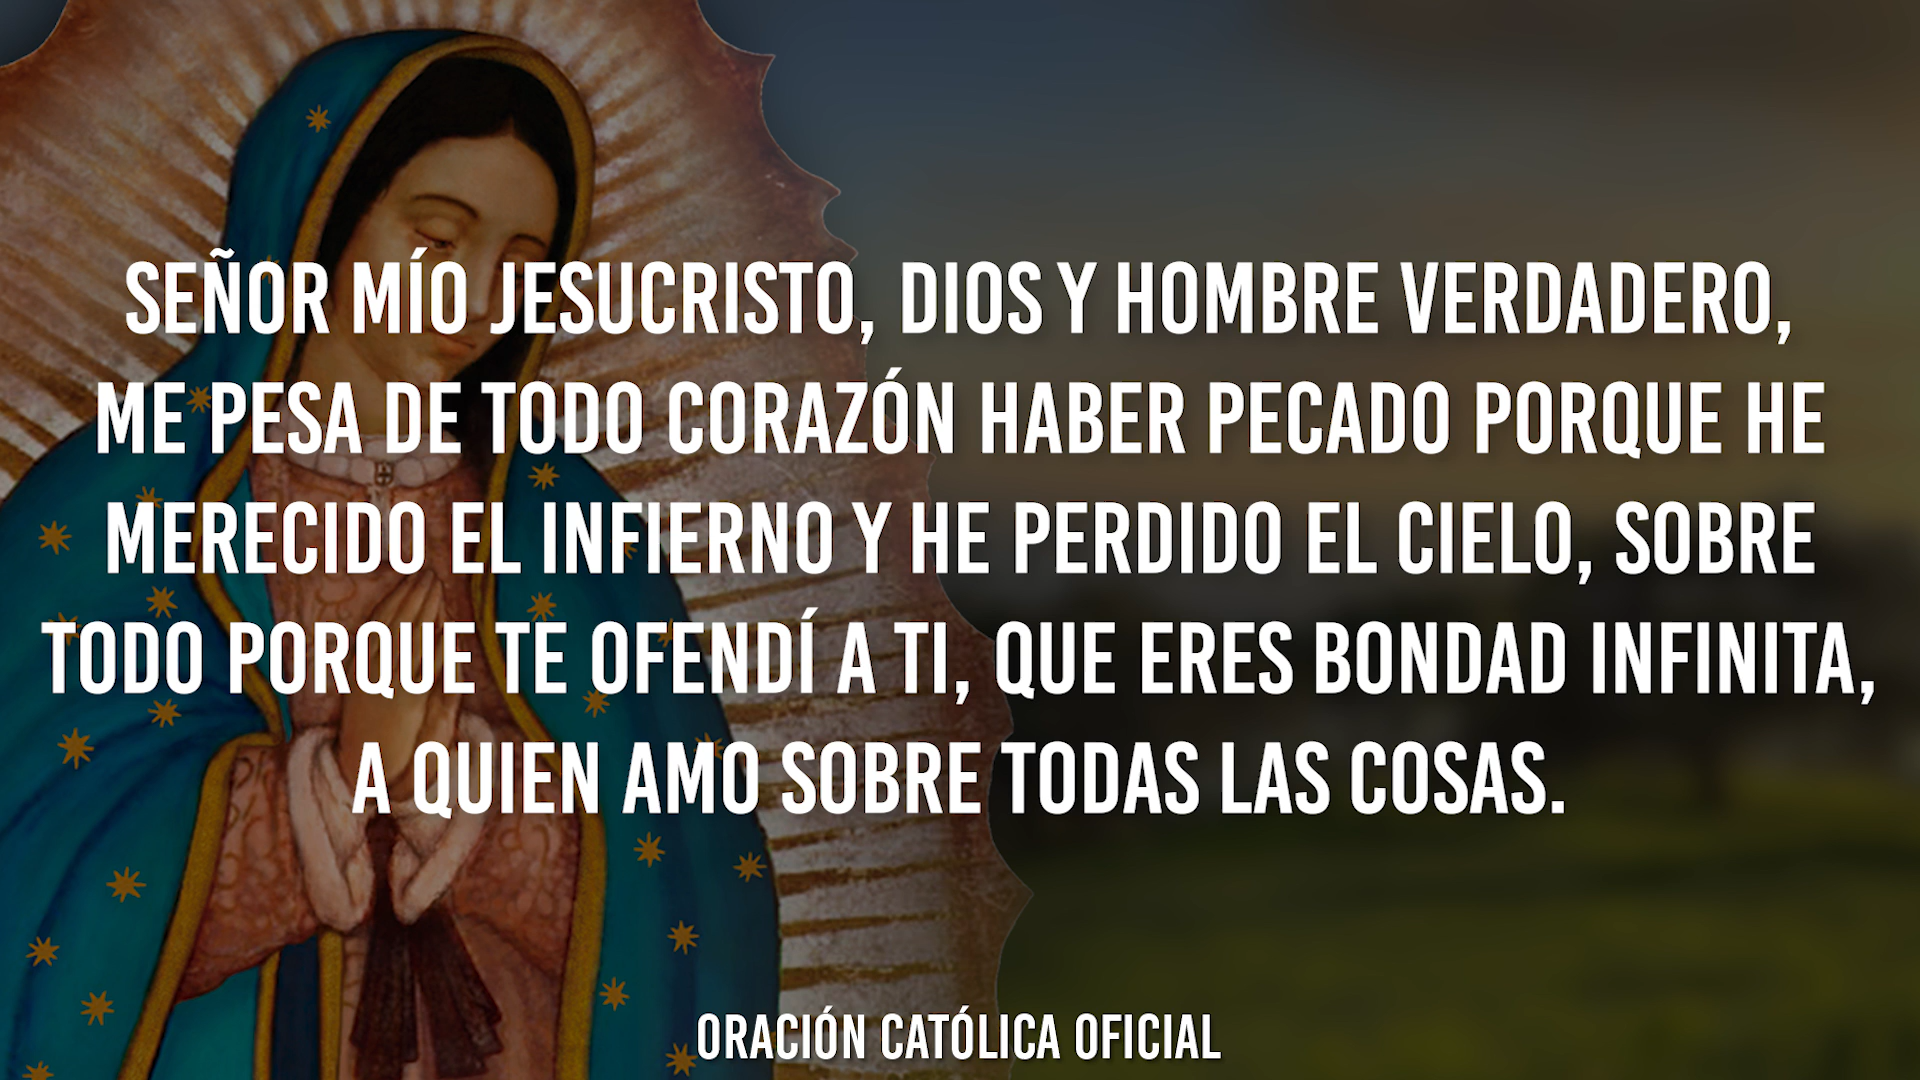 SEÑOR MÍO JESUCRISTO, DIOS Y HOMBRE VERDADERO,
ME PESA DE TODO CORAZÓN HABER PECADO PORQUE HE
MERECIDO EL INFIERNO Y HE PERDIDO EL CIELO, SOBRE
TODO PORQUE TE OFENDÍ A TI, QUE ERES BONDAD INFINITA,
A QUIEN AMO SOBRE TODAS LAS COSAS.
ORACIÓN CATÓLICA OFICIAL